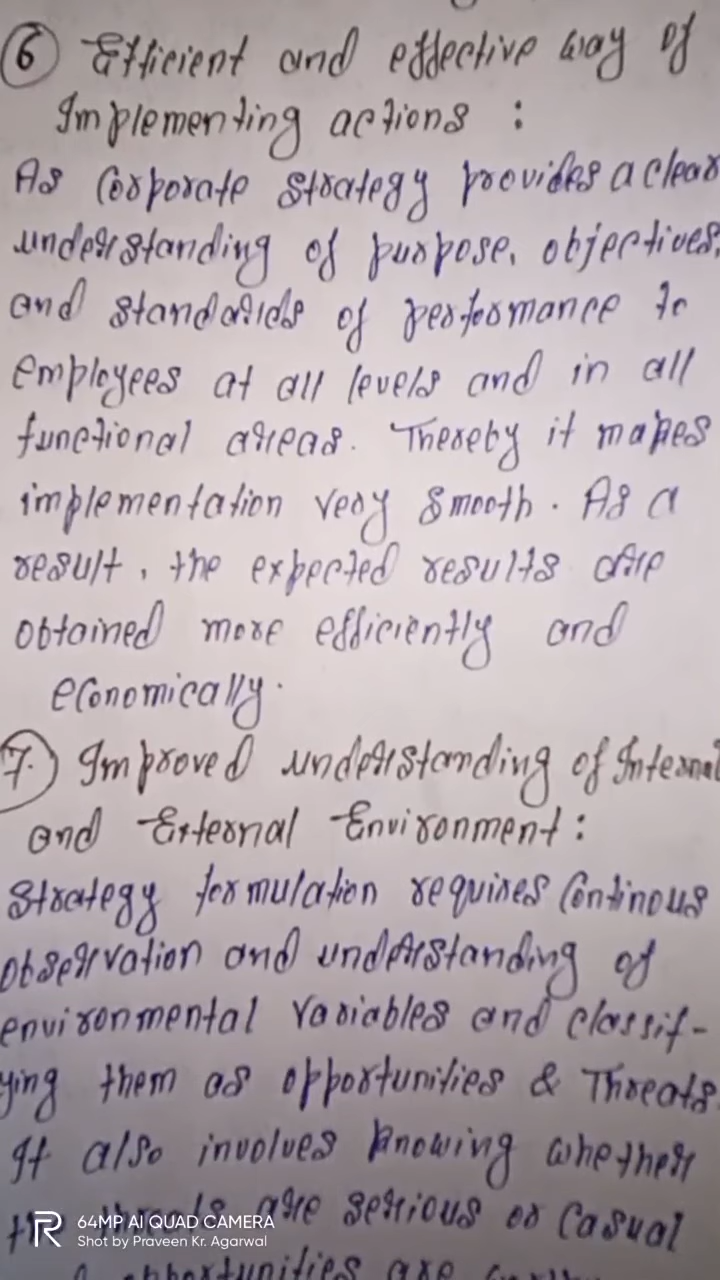 6 Efficient and effective way of
Implementing actions :
As Corporate Strategy provides a clear
understanding of purpose, objectives,
and standards of performance to
employees at all levels and in all
functional areas. Thereby it makes
implementation very smooth. As a
result, the expected results are
obtained more efficiently and
economically.
7. Improved understanding of Internal
and External Environment :
Strategy formulation requires Continous
observation and understanding of
environmental variables and classif-
ying them as opportunities & Threats.
It also involves knowing whether
are serious or casual
opportunities are
R 64MP AI QUAD CAMERA
Shot by Praveen Kr. Agarwal